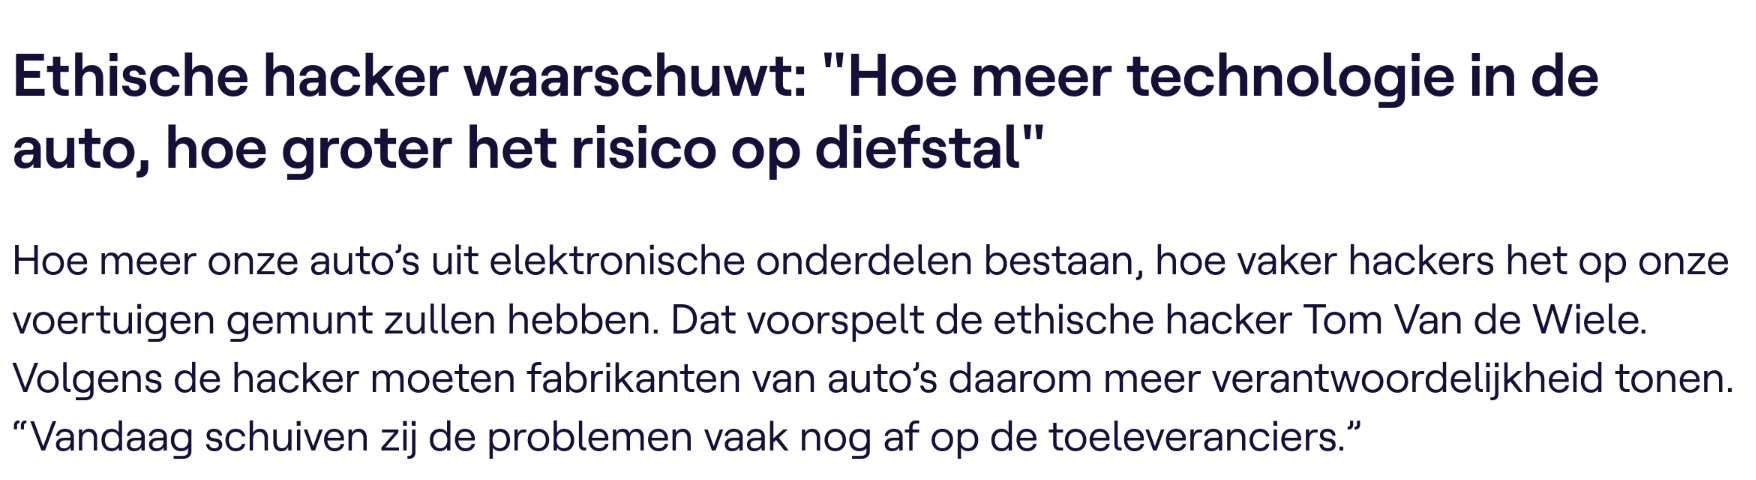 Ethische hacker waarschuwt: "Hoe meer technologie in de
auto, hoe groter het risico op diefstal"
Hoe meer onze auto’s uit elektronische onderdelen bestaan, hoe vaker hackers het op onze
voertuigen gemunt zullen hebben. Dat voorspelt de ethische hacker Tom Van de Wiele.
Volgens de hacker moeten fabrikanten van auto’s daarom meer verantwoordelijkheid tonen.
“Vandaag schuiven zij de problemen vaak nog af op de toeleveranciers.”